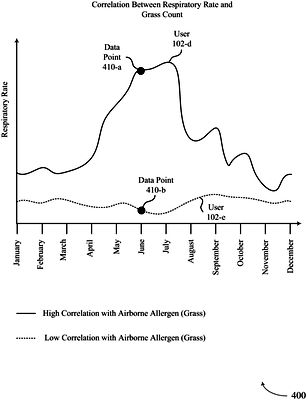 Correlation Between Respiratory Rate and
Grass Count
User
102-d
Data
Point
410-a
Respiratory Rate
Data Point
410-b
User
102-e
January
February
March
April
May
June
July
August
September
October
November
December
High Correlation with Airborne Allergen (Grass)
Low Correlation with Airborne Allergen (Grass)
400